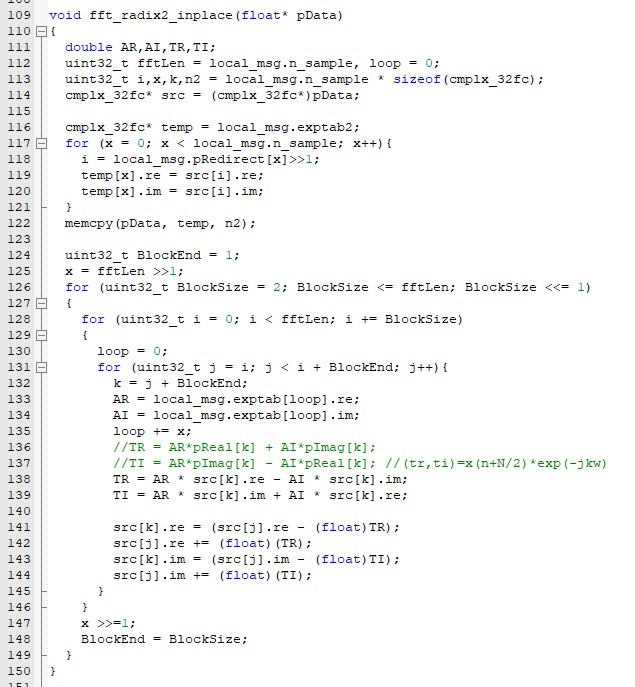 109 void fft_radix2_inplace(float* pData)
110 {
111 double AR,AI,TR,TI;
112 uint32_t fftLen = local_msg.n_sample, loop = 0;
113 uint32_t i,x,k,n2 = local_msg.n_sample * sizeof(cmplx_32fc);
114 cmplx_32fc* src = (cmplx_32fc*)pData;
115
116 cmplx_32fc* temp = local_msg.exptab2;
117 for (x = 0; x < local_msg.n_sample; x++){
118 i = local_msg.pRedirect[x]>>1;
119 temp[x].re = src[i].re;
120 temp[x].im = src[i].im;
121 }
122 memcpy(pData, temp, n2);
123
124 uint32_t BlockEnd = 1;
125 x = fftLen >>1;
126 for (uint32_t BlockSize = 2; BlockSize <= fftLen; BlockSize <<= 1)
127 {
128 for (uint32_t i = 0; i < fftLen; i += BlockSize)
129 {
130 loop = 0;
131 for (uint32_t j = i; j < i + BlockEnd; j++){
132 k = j + BlockEnd;
133 AR = local_msg.exptab[loop].re;
134 AI = local_msg.exptab[loop].im;
135 loop += x;
136 //TR = AR*pReal[k] + AI*pImag[k];
137 //TI = AR*pImag[k] - AI*pReal[k]; //(tr,ti)=x(n+N/2)*exp(-jkw)
138 TR = AR * src[k].re - AI * src[k].im;
139 TI = AR * src[k].im + AI * src[k].re;
140
141 src[k].re = (src[j].re - (float)TR);
142 src[j].re += (float)(TR);
143 src[k].im = (src[j].im - (float)TI);
144 src[j].im += (float)(TI);
145 }
146 }
147 x >>=1;
148 BlockEnd = BlockSize;
149 }
150 }